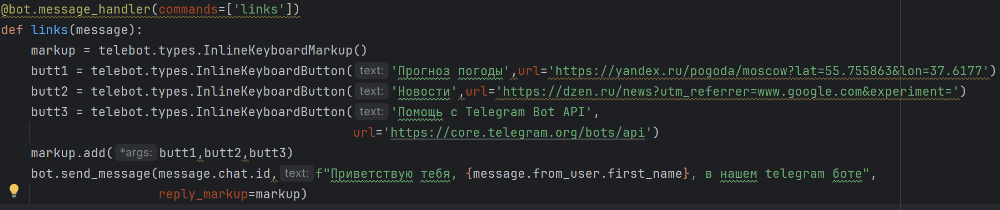 @bot.message_handler(commands=['links'])
def links(message):
    markup = telebot.types.InlineKeyboardMarkup()
    butt1 = telebot.types.InlineKeyboardButton( text: 'Прогноз погоды',url='https://yandex.ru/pogoda/moscow?lat=55.755863&lon=37.6177')
    butt2 = telebot.types.InlineKeyboardButton( text: 'Новости',url='https://dzen.ru/news?utm_referrer=www.google.com&experiment=')
    butt3 = telebot.types.InlineKeyboardButton( text: 'Помощь с Telegram Bot API',
                                               url='https://core.telegram.org/bots/api')
    markup.add( *args: butt1,butt2,butt3)
    bot.send_message(message.chat.id, text: f"Приветствую тебя, {message.from_user.first_name}, в нашем telegram боте",
                     reply_markup=markup)